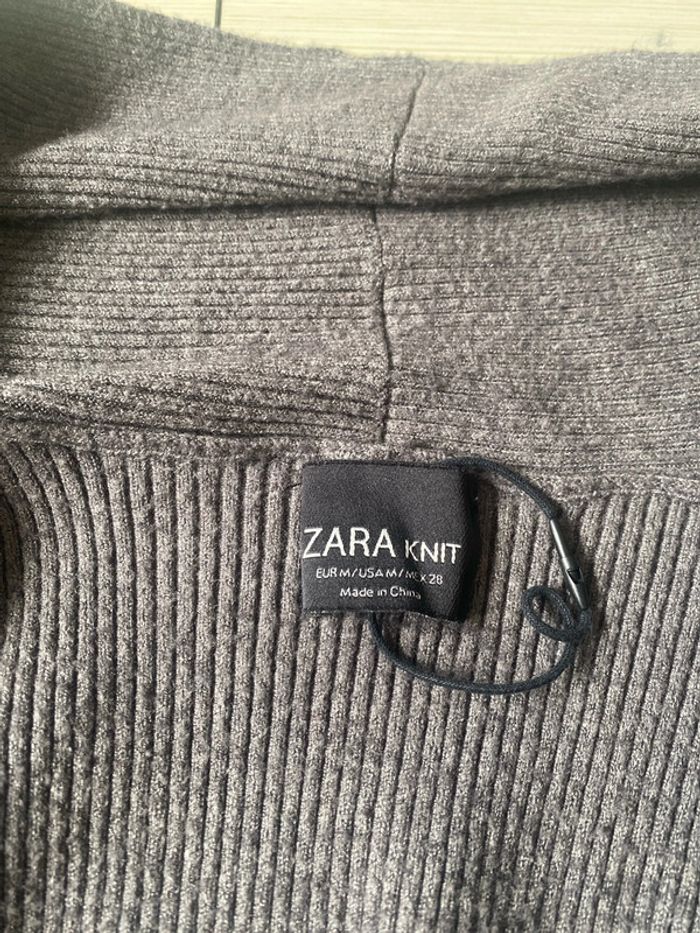 ZARA KNIT
EUR M / USA M / MEX 28
Made in China